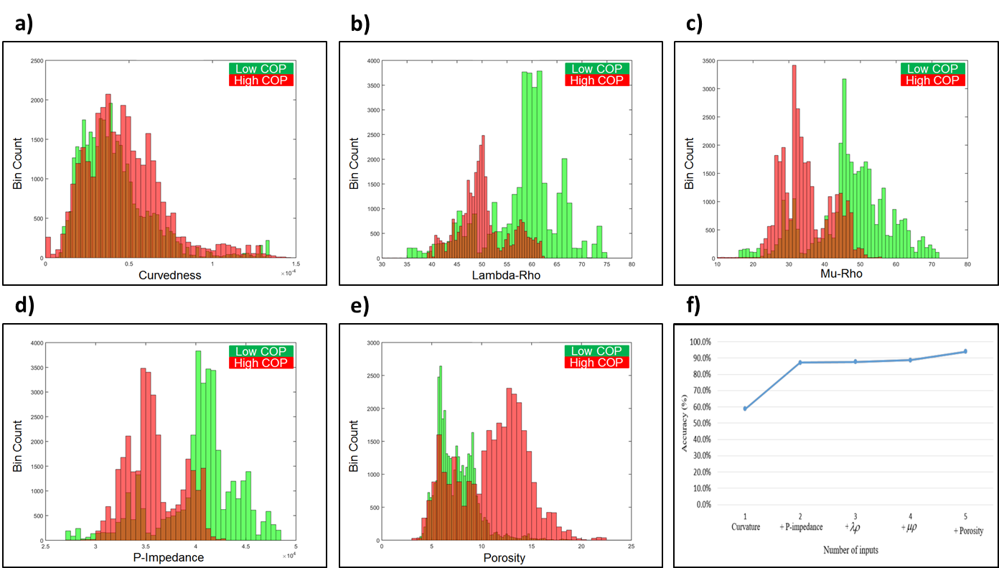 a)
2500
2000
1500
1000
500
0
Bin Count
Low COP
High COP
0 0.5 1 1.5
Curvedness
×10⁻⁴
b)
4000
3500
3000
2500
2000
1500
1000
500
0
Bin Count
Low COP
High COP
30 35 40 45 50 55 60 65 70 75 80
Lambda-Rho
c)
3500
3000
2500
2000
1500
1000
500
0
Bin Count
Low COP
High COP
10 20 30 40 50 60 70 80
Mu-Rho
d)
4000
3500
3000
2500
2000
1500
1000
500
0
Bin Count
Low COP
High COP
2.5 3 3.5 4 4.5 5
P-Impedance
×10⁴
e)
3000
2500
2000
1500
1000
500
0
Bin Count
Low COP
High COP
0 5 10 15 20 25
Porosity
f)
100.0%
90.0%
80.0%
70.0%
60.0%
50.0%
40.0%
30.0%
20.0%
10.0%
0.0%
Accuracy (%)
1 2 3 4 5
Curvature + P-impedance + λρ + μρ + Porosity
Number of inputs